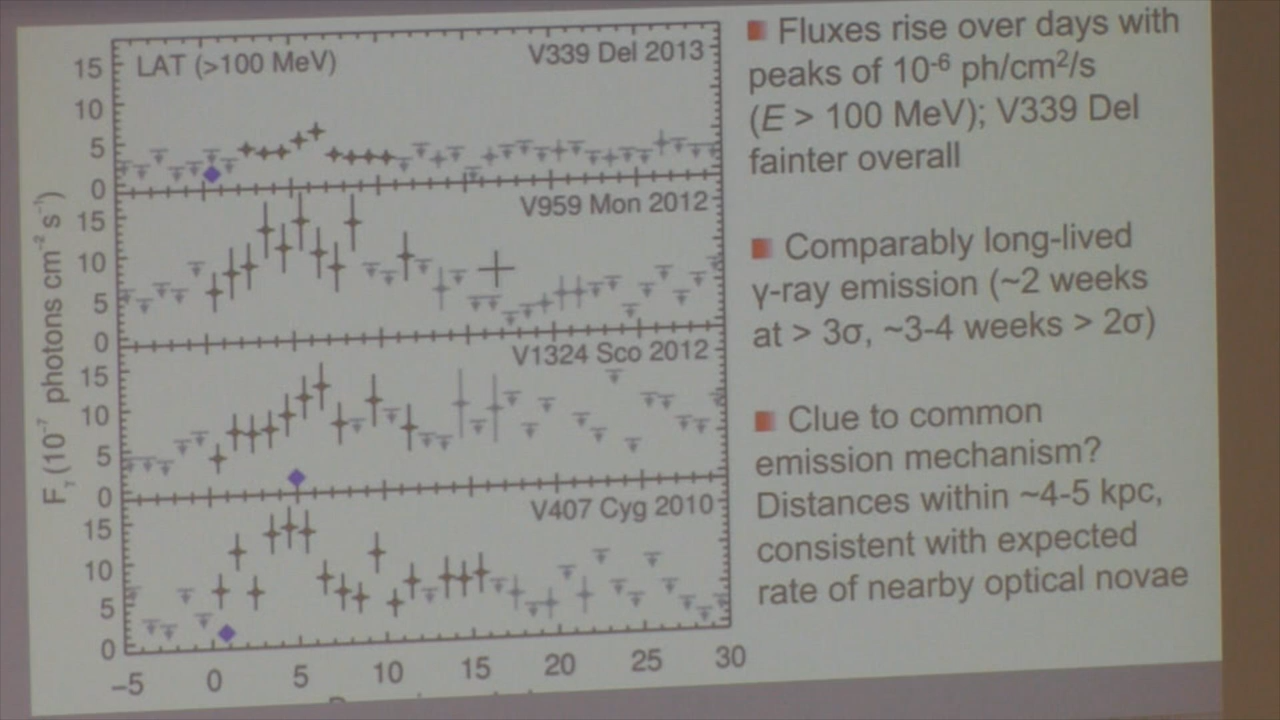 LAT (>100 MeV)
V339 Del 2013
15
10
5
0
V959 Mon 2012
15
10
5
0
V1324 Sco 2012
15
10
5
0
V407 Cyg 2010
15
10
5
0
-5 0 5 10 15 20 25 30
Fγ (10⁻⁷ photons cm⁻² s⁻¹)
Fluxes rise over days with
peaks of 10⁻⁶ ph/cm²/s
(E > 100 MeV); V339 Del
fainter overall
Comparably long-lived
γ-ray emission (~2 weeks
at > 3σ, ~3-4 weeks > 2σ)
Clue to common
emission mechanism?
Distances within ~4-5 kpc,
consistent with expected
rate of nearby optical novae